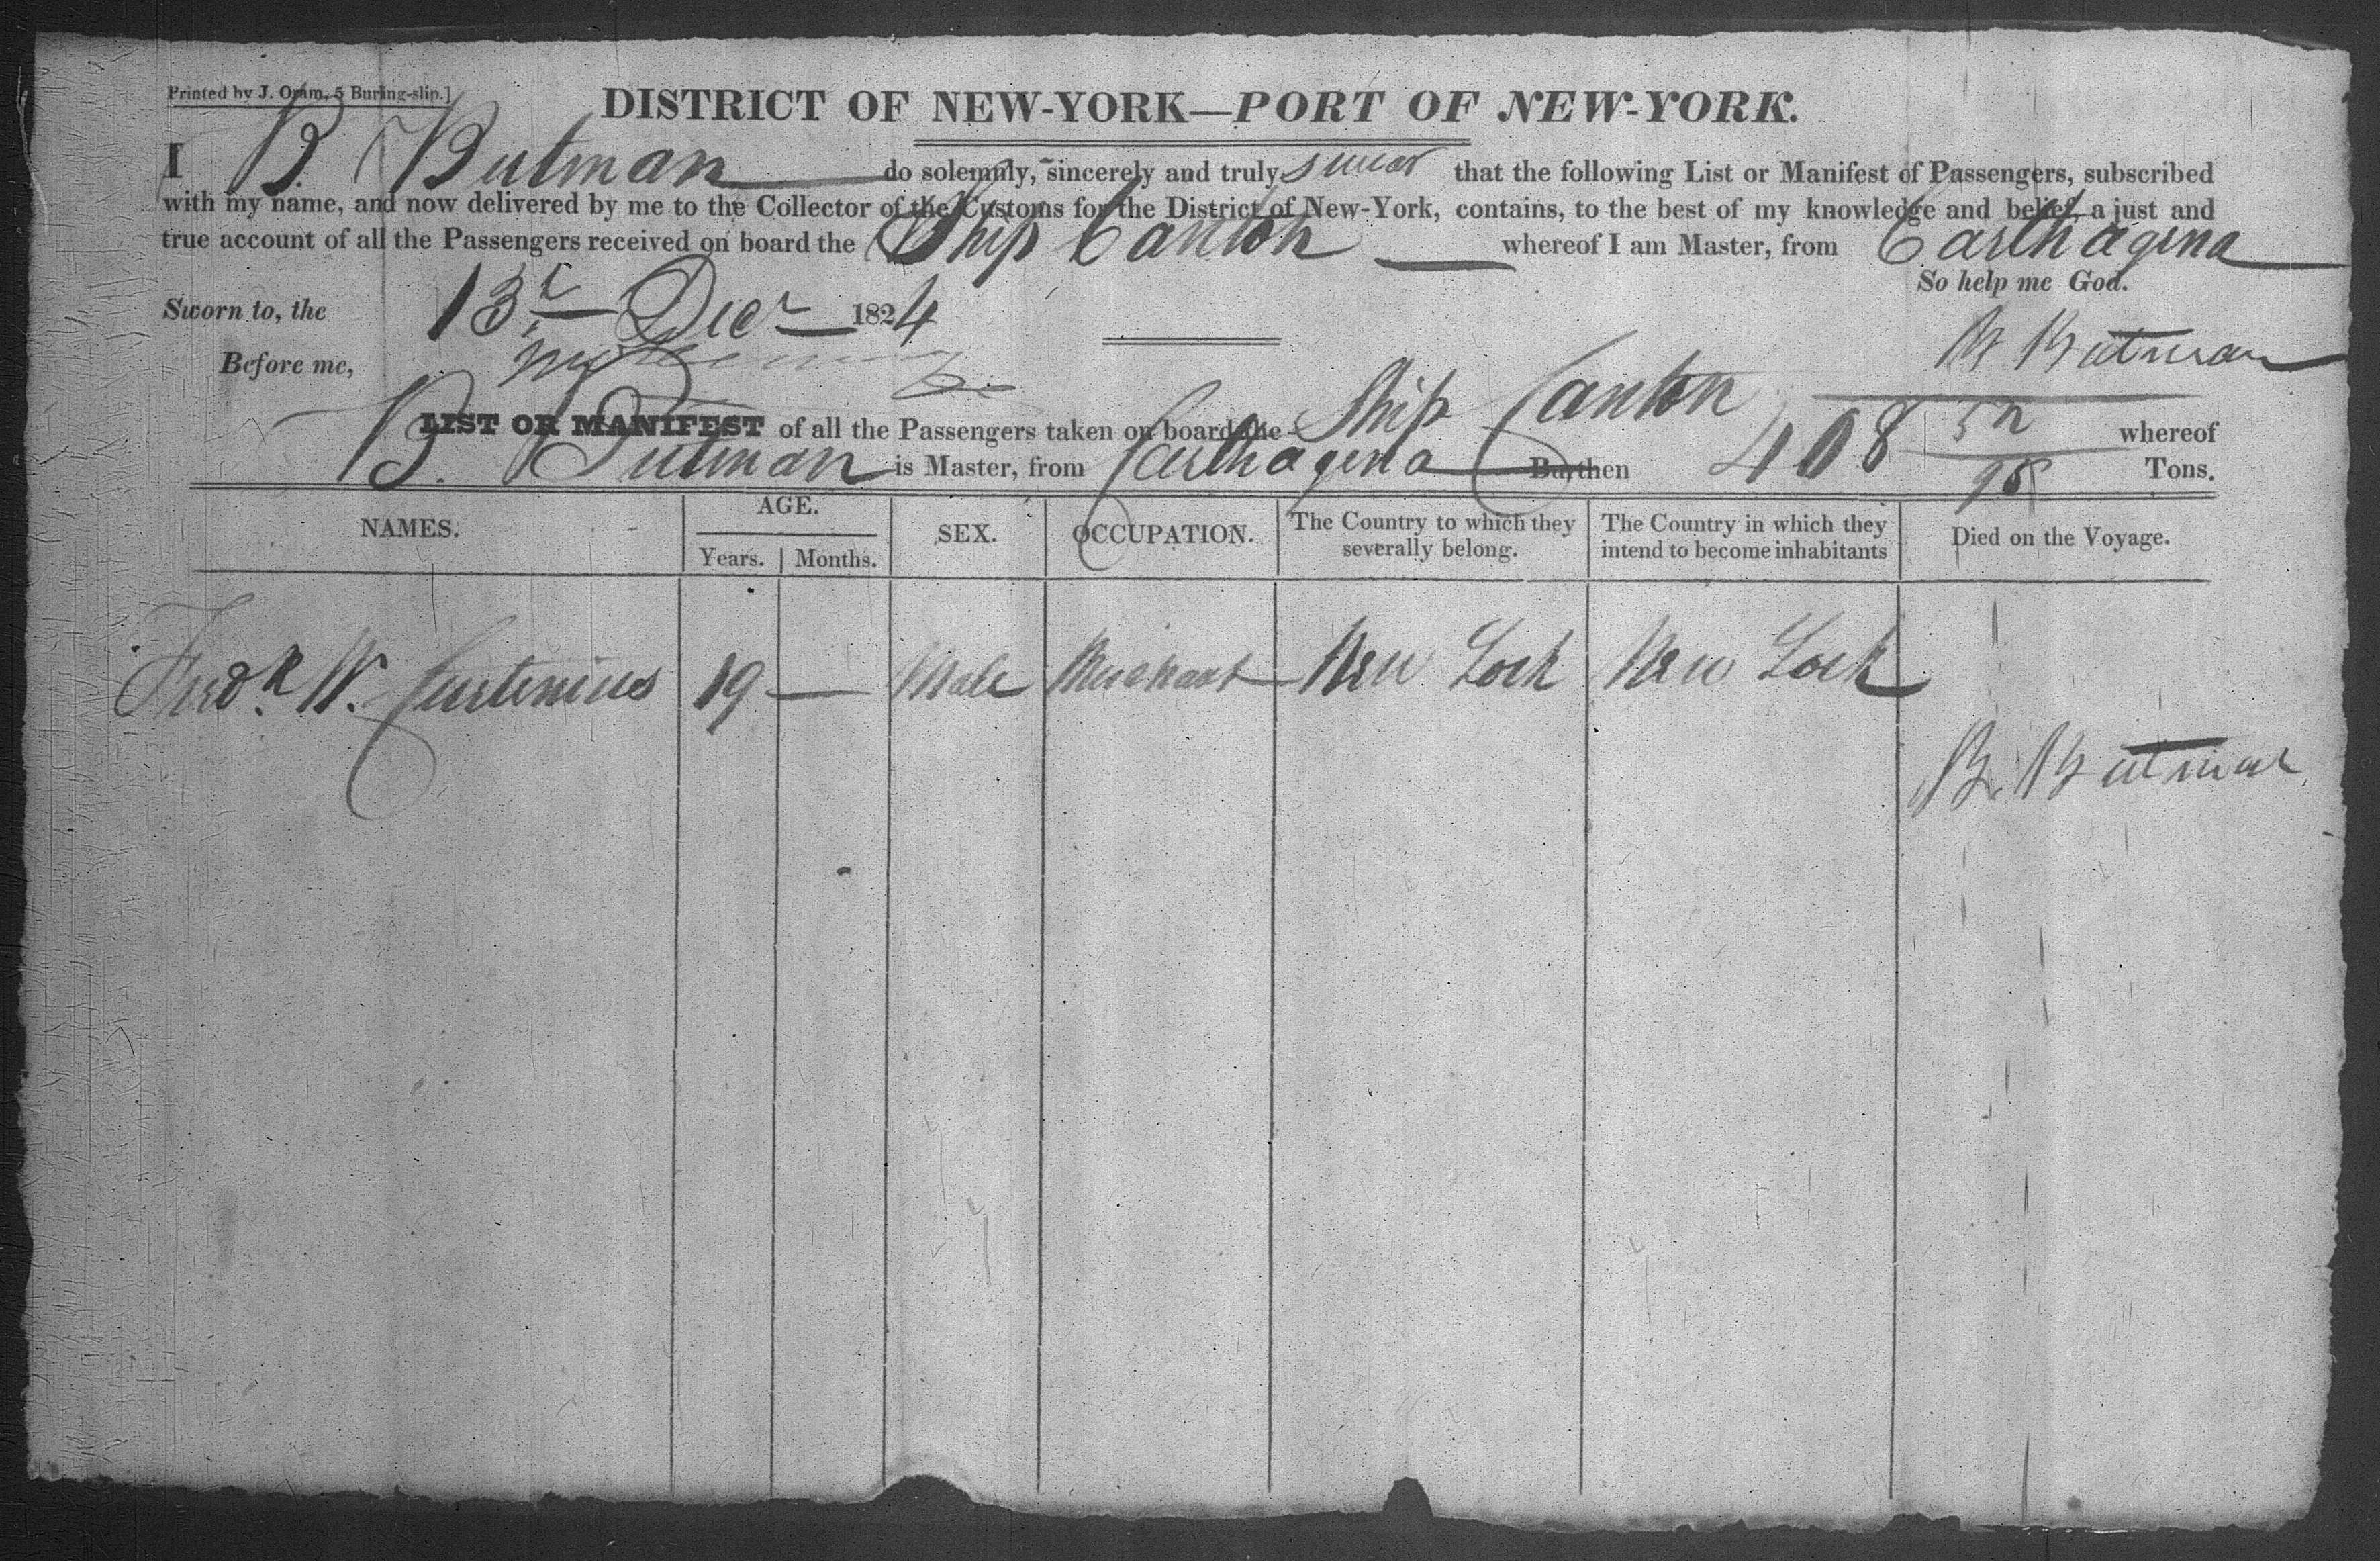 Printed by J. Oram, 5 Burling-slip.]
DISTRICT OF NEW-YORK—PORT OF NEW-YORK.
I B. Butman do solemnly, sincerely and truly swear that the following List or Manifest of Passengers, subscribed
with my name, and now delivered by me to the Collector of the Customs for the District of New-York, contains, to the best of my knowledge and belief, a just and
true account of all the Passengers received on board the Ship Canton whereof I am Master, from Carthagena
So help me God.
Sworn to, the 13t Decr 1824
B Butman
Before me,
LIST OR MANIFEST of all the Passengers taken on board the Ship Canton whereof
B. Butman is Master, from Carthagena Burthen 408 /95 Tons.
NAMES. AGE. Years. Months. SEX. OCCUPATION. The Country to which they severally belong. The Country in which they intend to become inhabitants Died on the Voyage.
Fredk W. Curtenius 19 — Male Merchant New York New York
B. Butman